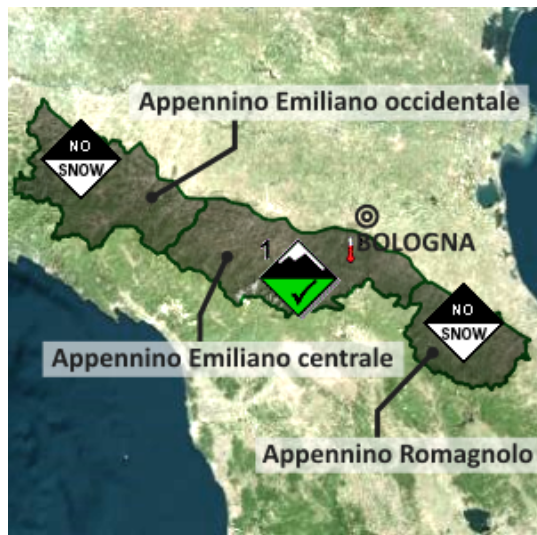 Appennino Emiliano occidentale
NO
SNOW
BOLOGNA
1
NO
SNOW
Appennino Emiliano centrale
Appennino Romagnolo